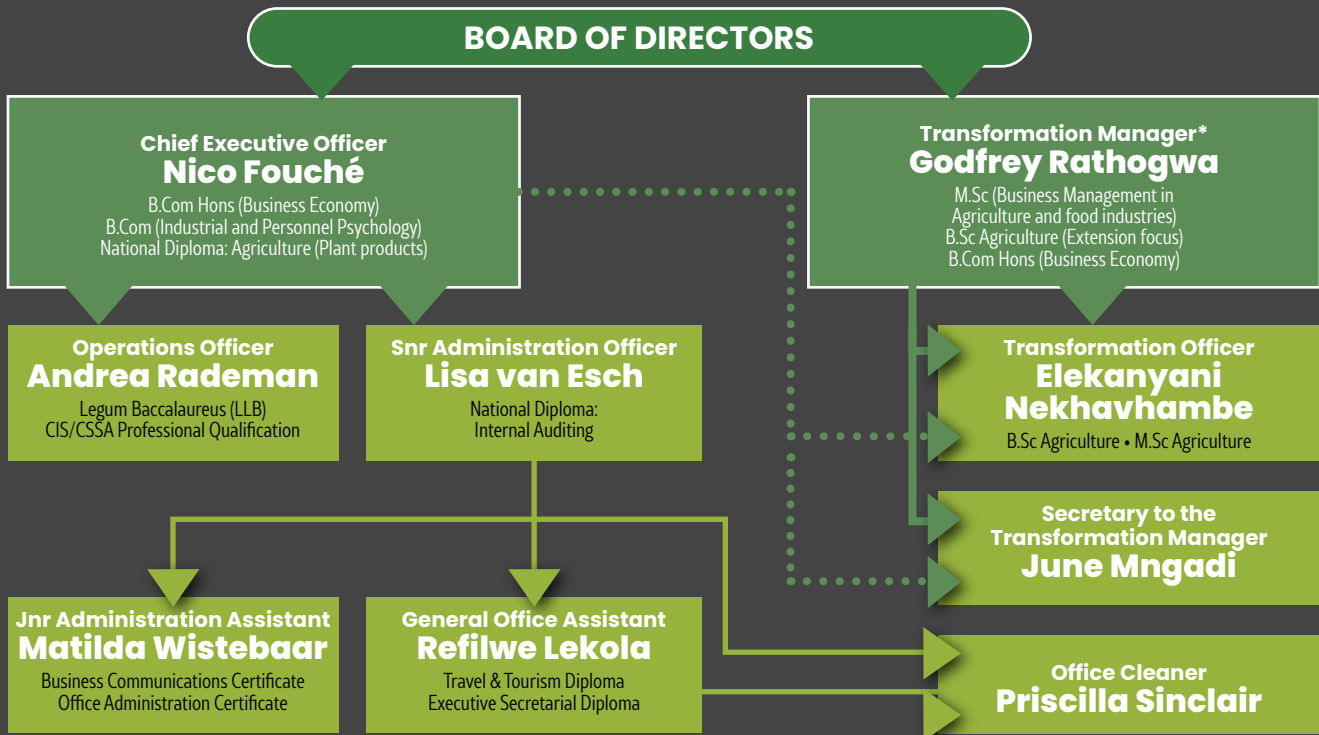 BOARD OF DIRECTORS
Chief Executive Officer
Nico Fouché
B.Com Hons (Business Economy)
B.Com (Industrial and Personnel Psychology)
National Diploma: Agriculture (Plant products)
Transformation Manager*
Godfrey Rathogwa
M.Sc (Business Management in
Agriculture and food industries)
B.Sc Agriculture (Extension focus)
B.Com Hons (Business Economy)
Operations Officer
Andrea Rademan
Legum Baccalaureus (LLB)
CIS/CSSA Professional Qualification
Snr Administration Officer
Lisa van Esch
National Diploma:
Internal Auditing
Transformation Officer
Elekanyani
Nekhavhambe
B.Sc Agriculture • M.Sc Agriculture
Secretary to the
Transformation Manager
June Mngadi
Jnr Administration Assistant
Matilda Wistebaar
Business Communications Certificate
Office Administration Certificate
General Office Assistant
Refilwe Lekola
Travel & Tourism Diploma
Executive Secretarial Diploma
Office Cleaner
Priscilla Sinclair